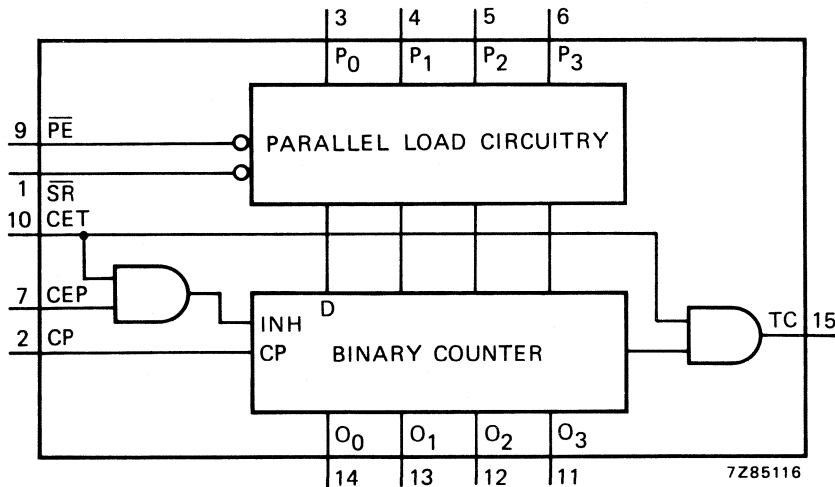 3 4 5 6
P0 P1 P2 P3
9 PE
PARALLEL LOAD CIRCUITRY
1 SR
10 CET
7 CEP
D
INH
TC 15
2 CP
CP
BINARY COUNTER
O0 O1 O2 O3
14 13 12 11
7Z85116